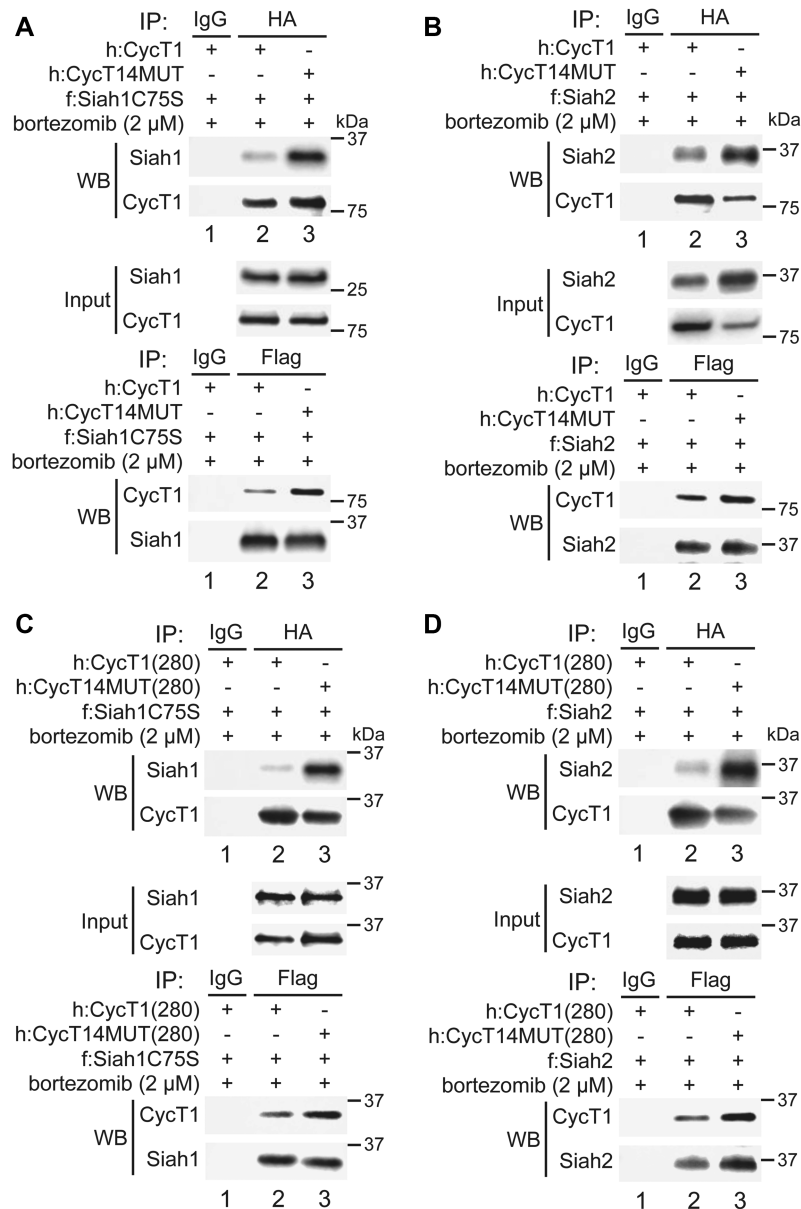 A
IP: IgG HA
h:CycT1 + + -
h:CycT14MUT - - +
f:Siah1C75S + + +
bortezomib (2 µM) + + + kDa
WB Siah1 37
CycT1 75
1 2 3
Input Siah1 25
CycT1 75
IP: IgG Flag
h:CycT1 + + -
h:CycT14MUT - - +
f:Siah1C75S + + +
bortezomib (2 µM) + + +
WB CycT1 75
Siah1 37
1 2 3
B
IP: IgG HA
h:CycT1 + + -
h:CycT14MUT - - +
f:Siah2 + + +
bortezomib (2 µM) + + + kDa
WB Siah2 37
CycT1 75
1 2 3
Input Siah2 37
CycT1 75
IP: IgG Flag
h:CycT1 + + -
h:CycT14MUT - - +
f:Siah2 + + +
bortezomib (2 µM) + + +
WB CycT1 75
Siah2 37
1 2 3
C
IP: IgG HA
h:CycT1(280) + + -
h:CycT14MUT(280) - - +
f:Siah1C75S + + +
bortezomib (2 µM) + + + kDa
WB Siah1 37
CycT1 37
1 2 3
Input Siah1 37
CycT1 37
IP: IgG Flag
h:CycT1(280) + + -
h:CycT14MUT(280) - - +
f:Siah1C75S + + +
bortezomib (2 µM) + + +
WB CycT1 37
Siah1 37
1 2 3
D
IP: IgG HA
h:CycT1(280) + + -
h:CycT14MUT(280) - - +
f:Siah2 + + +
bortezomib (2 µM) + + + kDa
WB Siah2 37
CycT1 37
1 2 3
Input Siah2 37
CycT1 37
IP: IgG Flag
h:CycT1(280) + + -
h:CycT14MUT(280) - - +
f:Siah2 + + +
bortezomib (2 µM) + + +
WB CycT1 37
Siah2 37
1 2 3